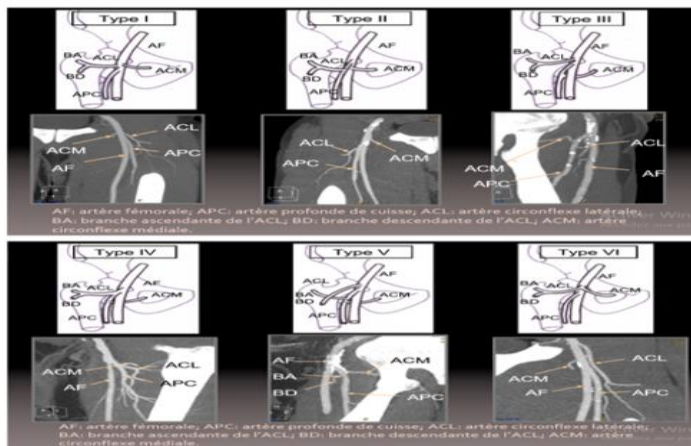 Type I
Type II
Type III
BA ACL AF
BD ACM
APC
BA ACL AF
BD ACM
APC
BA ACL AF
BD ACM
APC
ACL
ACM APC
AF
ACL
APC ACM
ACM ACL
APC AF
AF: artère fémorale; APC: artère profonde de cuisse; ACL: artère circonflexe latérale;
BA: branche ascendante de l'ACL; BD: branche descendante de l'ACL; ACM: artère
circonflexe médiale.
Type IV
Type V
Type VI
BA ACL AF
BD ACM
APC
ACL AF
BA
BD ACM
APC
BA AF
BD ACL ACM
APC
ACM ACL
AF APC
AF ACM
BA
BD APC
ACL
ACM
AF APC
AF: artère fémorale; APC: artère profonde de cuisse; ACL: artère circonflexe latérale;
BA: branche ascendante de l'ACL; BD: branche descendante de l'ACL; ACM: artère
circonflexe médiale.